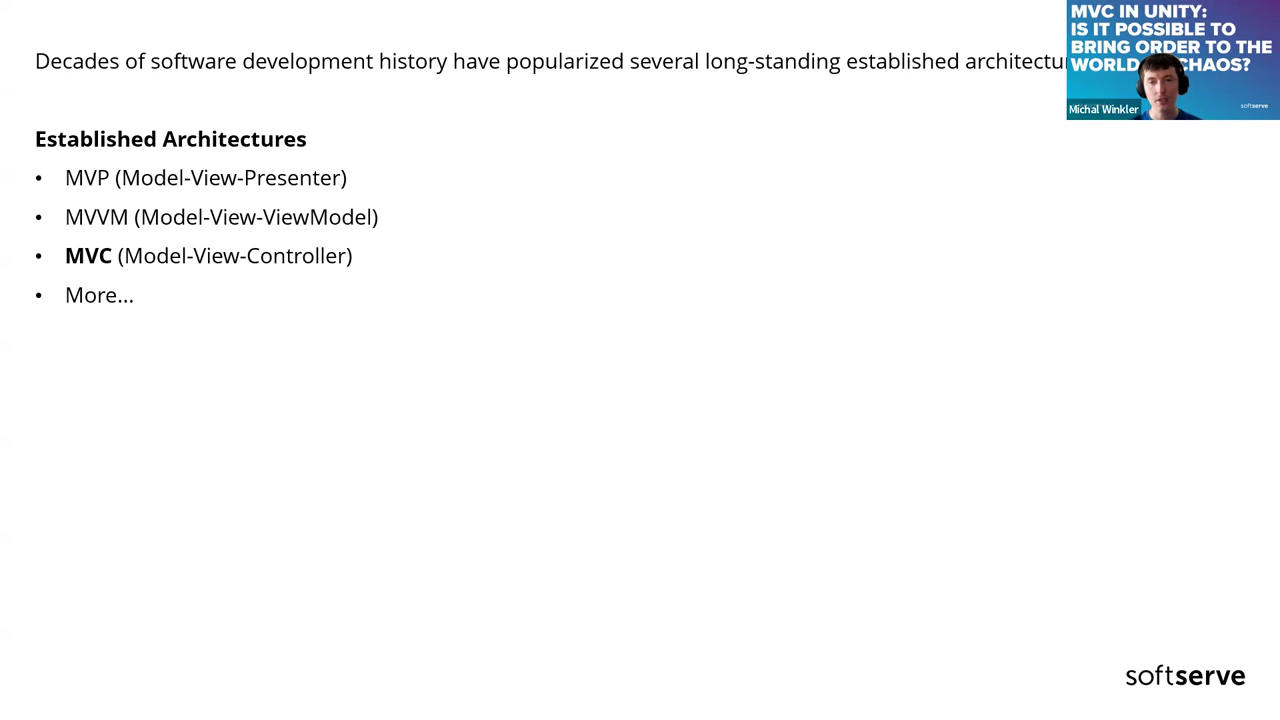 Decades of software development history have popularized several long-standing established
Established Architectures
• MVP (Model-View-Presenter)
• MVVM (Model-View-ViewModel)
• MVC (Model-View-Controller)
• More...
MVC IN UNITY:
IS IT POSSIBLE TO
BRING ORDER TO THE
WORLD CHAOS?
Michal Winkler
softserve
softserve